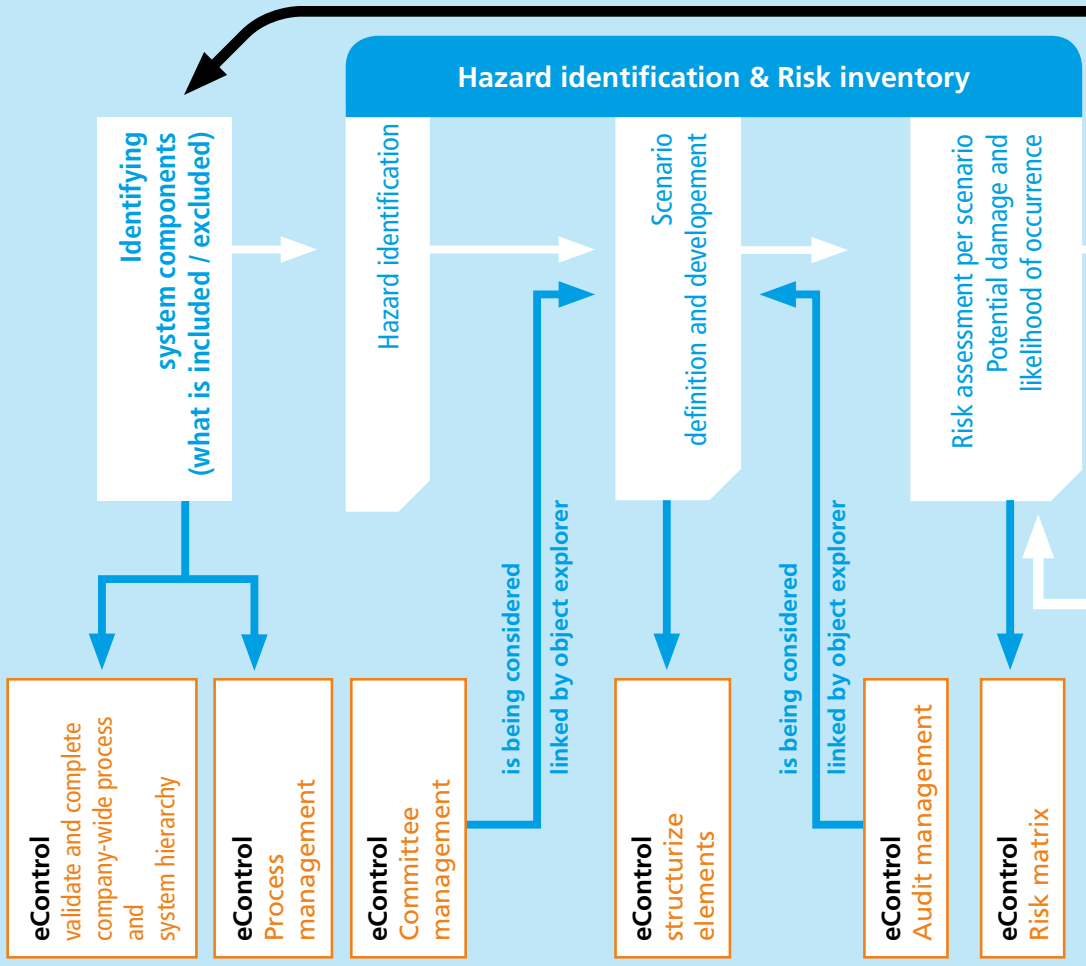 Hazard identification & Risk inventory
Identifying
system components
(what is included / excluded)
Hazard identification
Scenario
definition and developement
Risk assessment per scenario
Potential damage and
likelihood of occurrence
is being considered
linked by object explorer
is being considered
linked by object explorer
eControl
validate and complete
company-wide process
and
system hierarchy
eControl
Process
management
eControl
Committee
management
eControl
structurize
elements
eControl
Audit management
eControl
Risk matrix